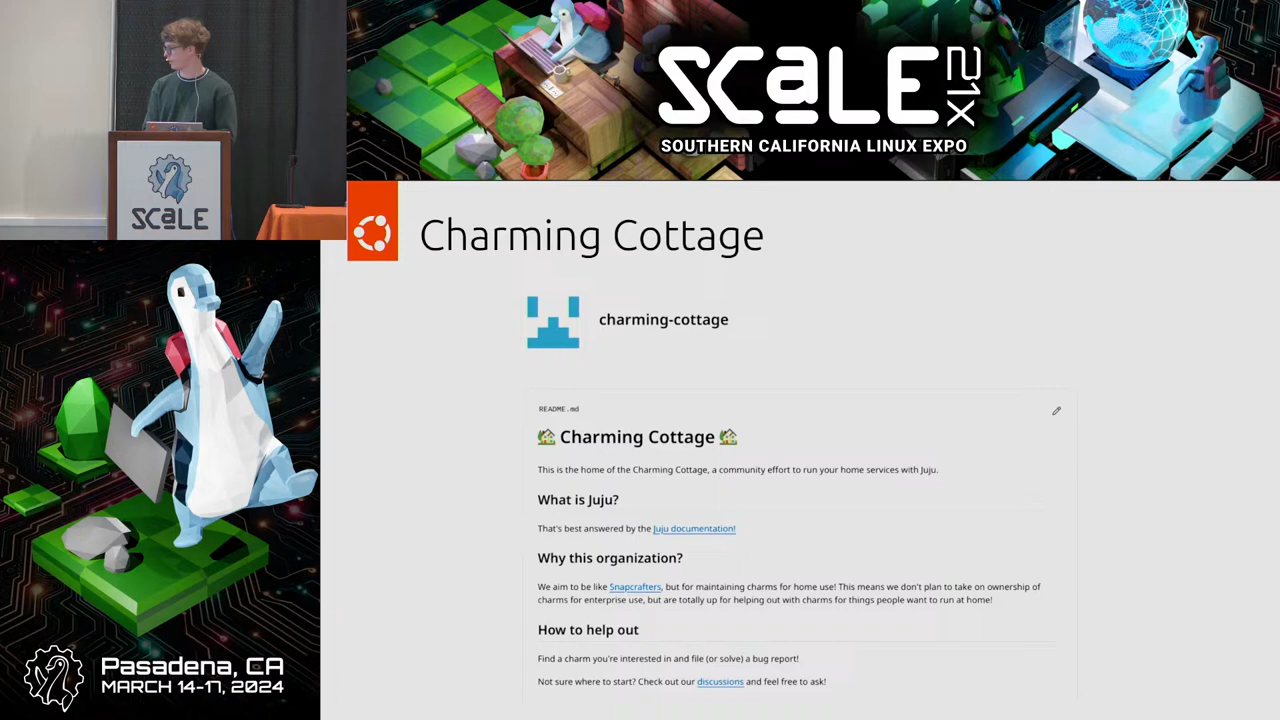 SCALE 21X
SOUTHERN CALIFORNIA LINUX EXPO
SCALE
Charming Cottage
charming-cottage
README.md
🏡 Charming Cottage 🏡
This is the home of the Charming Cottage, a community effort to run your home services with Juju.
What is Juju?
That's best answered by the Juju documentation!
Why this organization?
We aim to be like Snapcrafters, but for maintaining charms for home use! This means we don't plan to take on ownership of
charms for enterprise use, but are totally up for helping out with charms for things people want to run at home!
How to help out
Find a charm you're interested in and file (or solve) a bug report!
Not sure where to start? Check out our discussions and feel free to ask!
Pasadena, CA
MARCH 14-17, 2024